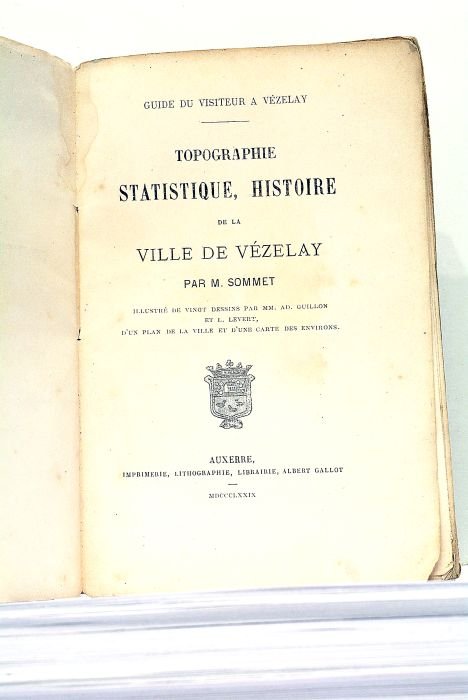 GUIDE DU VISITEUR A VÉZELAY
TOPOGRAPHIE
STATISTIQUE, HISTOIRE
DE LA
VILLE DE VÉZELAY
PAR M. SOMMET
ILLUSTRÉ DE VINGT DESSINS PAR MM. AD. GUILLON
ET L. LEVERT,
D'UN PLAN DE LA VILLE ET D'UNE CARTE DES ENVIRONS.
AUXERRE,
IMPRIMERIE, LITHOGRAPHIE, LIBRAIRIE, ALBERT GALLOT
MDCCCLXXIX